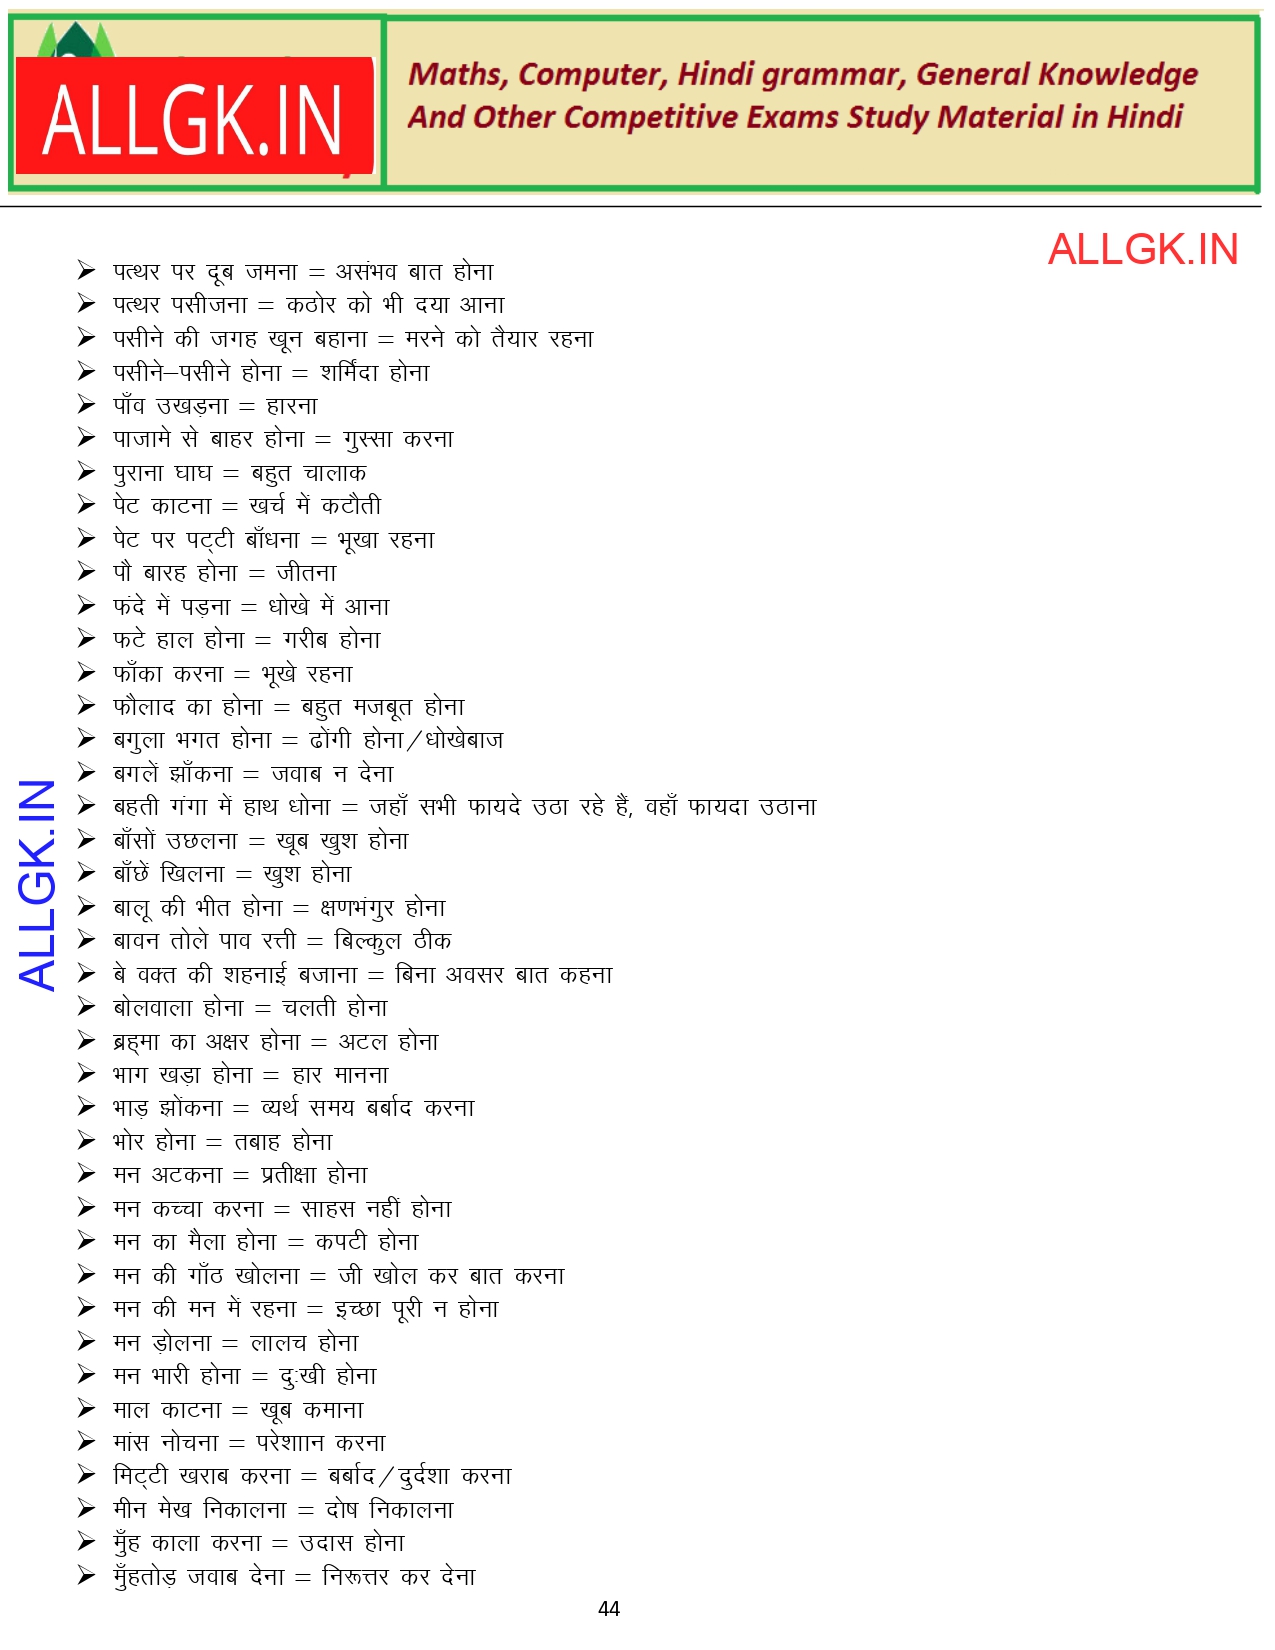 ALLGK.IN
Maths, Computer, Hindi grammar, General Knowledge
And Other Competitive Exams Study Material in Hindi
ALLGK.IN
➢ पत्थर पर दूब जमना = असंभव बात होना
➢ पत्थर पसीजना = कठोर को भी दया आना
➢ पसीने की जगह खून बहाना = मरने को तैयार रहना
➢ पसीने–पसीने होना = शर्मिंदा होना
➢ पाँव उखड़ना = हारना
➢ पाजामे से बाहर होना = गुस्सा करना
➢ पुराना घाघ = बहुत चालाक
➢ पेट काटना = खर्च में कटौती
➢ पेट पर पट्टी बाँधना = भूखा रहना
➢ पौ बारह होना = जीतना
➢ फंदे में पड़ना = धोखे में आना
➢ फटे हाल होना = गरीब होना
➢ फाँका करना = भूखे रहना
➢ फौलाद का होना = बहुत मजबूत होना
➢ बगुला भगत होना = ढोंगी होना/धोखेबाज
➢ बगलें झाँकना = जवाब न देना
➢ बहती गंगा में हाथ धोना = जहाँ सभी फायदे उठा रहे हैं, वहाँ फायदा उठाना
➢ बाँसों उछलना = खूब खुश होना
➢ बाँछें खिलना = खुश होना
➢ बालू की भीत होना = क्षणभंगुर होना
➢ बावन तोले पाव रत्ती = बिल्कुल ठीक
➢ बे वक्त की शहनाई बजाना = बिना अवसर बात कहना
➢ बोलवाला होना = चलती होना
➢ ब्रह्मा का अक्षर होना = अटल होना
➢ भाग खड़ा होना = हार मानना
➢ भाड़ झोंकना = व्यर्थ समय बर्बाद करना
➢ भोर होना = तबाह होना
➢ मन अटकना = प्रतीक्षा होना
➢ मन कच्चा करना = साहस नहीं होना
➢ मन का मैला होना = कपटी होना
➢ मन की गाँठ खोलना = जी खोल कर बात करना
➢ मन की मन में रहना = इच्छा पूरी न होना
➢ मन ड़ोलना = लालच होना
➢ मन भारी होना = दुःखी होना
➢ माल काटना = खूब कमाना
➢ मांस नोचना = परेशाान करना
➢ मिट्टी खराब करना = बर्बाद/दुर्दशा करना
➢ मीन मेख निकालना = दोष निकालना
➢ मुँह काला करना = उदास होना
➢ मुँहतोड़ जवाब देना = निरूत्तर कर देना
ALLGK.IN
44